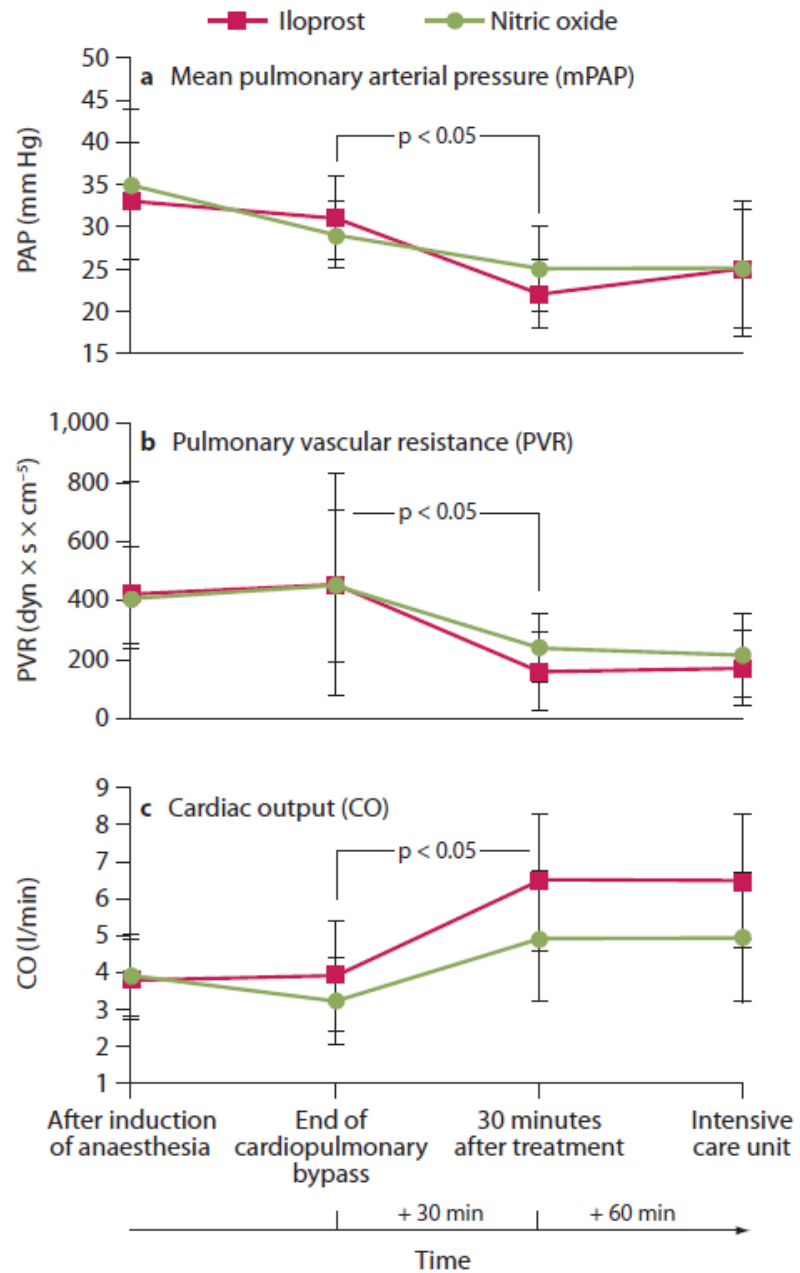 Iloprost Nitric oxide
a Mean pulmonary arterial pressure (mPAP)
PAP (mm Hg)
50
45
40
35
30
25
20
15
p < 0.05
b Pulmonary vascular resistance (PVR)
PVR (dyn × s × cm⁻⁵)
1,000
800
600
400
200
0
p < 0.05
c Cardiac output (CO)
CO (l/min)
9
8
7
6
5
4
3
2
1
p < 0.05
After induction
of anaesthesia
End of
cardiopulmonary
bypass
30 minutes
after treatment
Intensive
care unit
+ 30 min + 60 min
Time